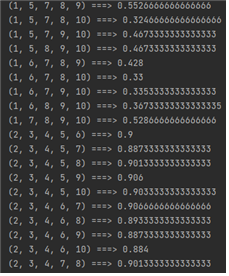 (1, 5, 7, 8, 9) ===> 0.5526666666666666
(1, 5, 7, 8, 10) ===> 0.32466666666666666
(1, 5, 7, 9, 10) ===> 0.4673333333333333
(1, 5, 8, 9, 10) ===> 0.4673333333333333
(1, 6, 7, 8, 9) ===> 0.428
(1, 6, 7, 8, 10) ===> 0.33
(1, 6, 7, 9, 10) ===> 0.3353333333333333
(1, 6, 8, 9, 10) ===> 0.36733333333333335
(1, 7, 8, 9, 10) ===> 0.5286666666666666
(2, 3, 4, 5, 6) ===> 0.9
(2, 3, 4, 5, 7) ===> 0.8873333333333333
(2, 3, 4, 5, 8) ===> 0.9013333333333333
(2, 3, 4, 5, 9) ===> 0.906
(2, 3, 4, 5, 10) ===> 0.9033333333333333
(2, 3, 4, 6, 7) ===> 0.9066666666666666
(2, 3, 4, 6, 8) ===> 0.8933333333333333
(2, 3, 4, 6, 9) ===> 0.8873333333333333
(2, 3, 4, 6, 10) ===> 0.884
(2, 3, 4, 7, 8) ===> 0.9013333333333333